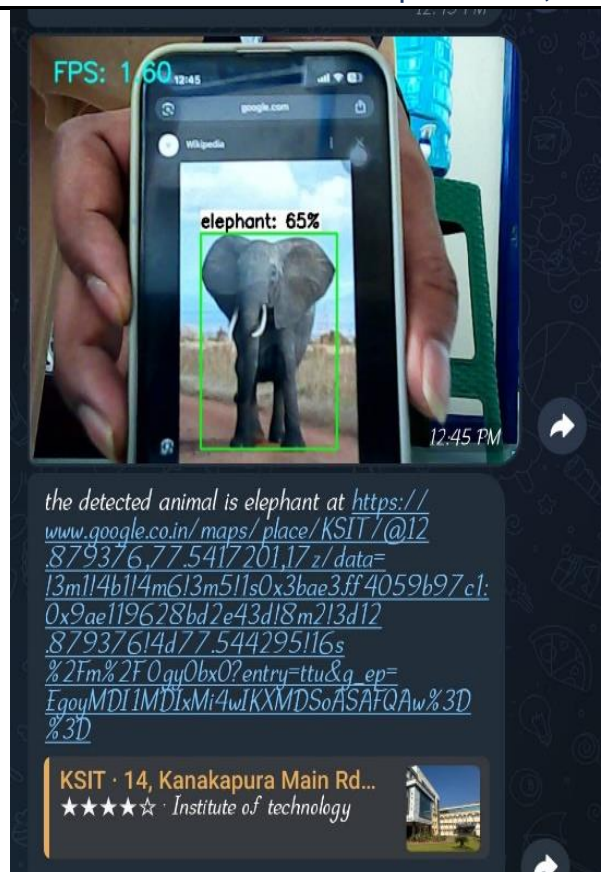 12:45 PM
FPS: 1.60
12:45
google.com
Wikipedia
elephant: 65%
12:45 PM
the detected animal is elephant at https://
www.google.co.in/maps/place/KSIT/@12
.879376,77.5417201,17z/data=
!3m1!4b1!4m6!3m5!1s0x3bae3ff4059b97c1:
0x9ae119628bd2e43d!8m2!3d12
.879376!4d77.544295!16s
%2Fm%2F0gy0bx0?entry=ttu&g_ep=
EgoyMDI1MDIxMi4wIKXMDSoASAFQAw%3D
%3D
KSIT · 14, Kanakapura Main Rd...
★★★★☆ · Institute of technology